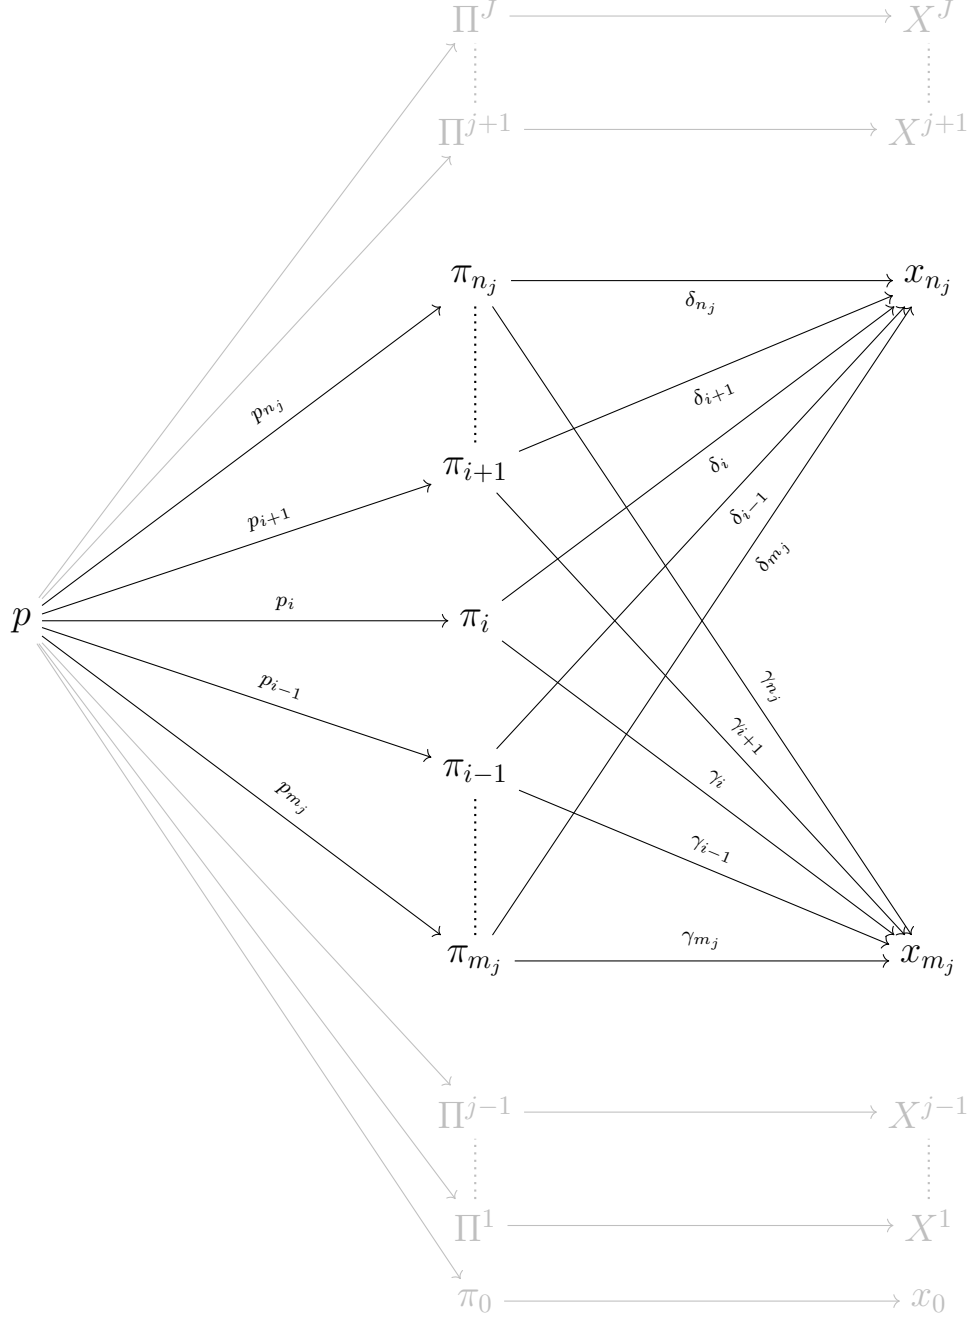 Π^J X^J
Π^{j+1} X^{j+1}
π_{n_j} x_{n_j}
δ_{n_j}
δ_{i+1}
p_{n_j}
π_{i+1} δ_i
p_{i+1} δ_{i-1}
δ_{m_j}
p p_i π_i
p_{i-1} γ_{n_j}
γ_{i+1}
π_{i-1} γ_i
p_{m_j}
γ_{i-1}
γ_{m_j}
π_{m_j} x_{m_j}
Π^{j-1} X^{j-1}
Π^1 X^1
π_0 x_0